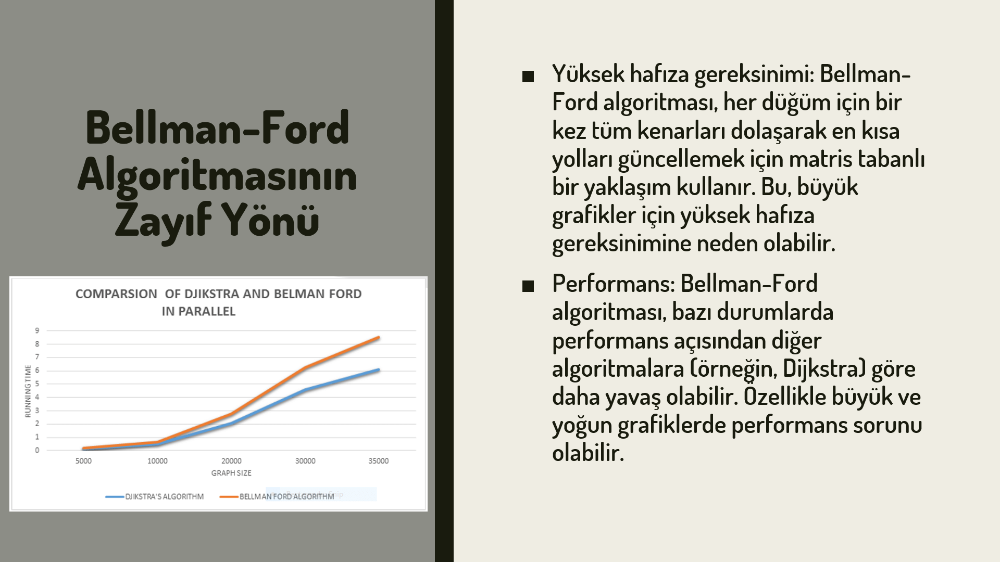 Bellman-Ford
Algoritmasının
Zayıf Yönü
COMPARSION OF DJIKSTRA AND BELMAN FORD
IN PARALLEL
9
8
7
6
5
4
3
2
1
0
RUNNING TIME
5000 10000 20000 30000 35000
GRAPH SIZE
DJIKSTRA'S ALGORITHM BELLMAN FORD ALGORITHM
■ Yüksek hafıza gereksinimi: Bellman-
Ford algoritması, her düğüm için bir
kez tüm kenarları dolaşarak en kısa
yolları güncellemek için matris tabanlı
bir yaklaşım kullanır. Bu, büyük
grafikler için yüksek hafıza
gereksinimine neden olabilir.
■ Performans: Bellman-Ford
algoritması, bazı durumlarda
performans açısından diğer
algoritmalara (örneğin, Dijkstra) göre
daha yavaş olabilir. Özellikle büyük ve
yoğun grafiklerde performans sorunu
olabilir.